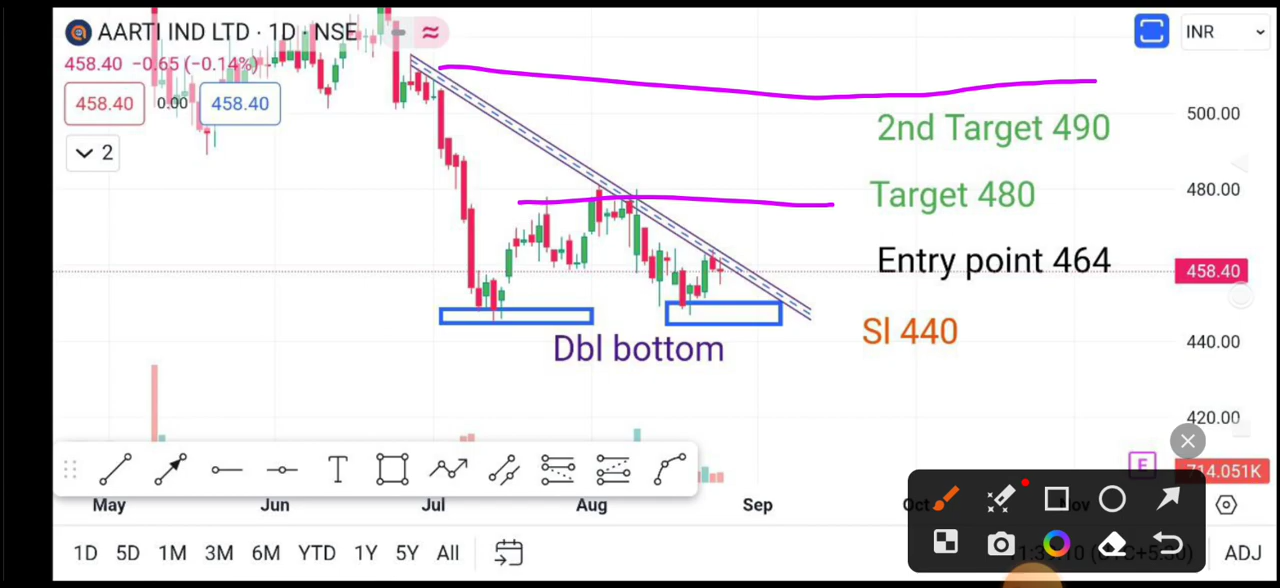 AARTI IND LTD · 1D · NSE
INR
458.40 −0.65 (−0.14%)
458.40 0.00 458.40
2
500.00
2nd Target 490
480.00
Target 480
Entry point 464
458.40
Sl 440
440.00
Dbl bottom
420.00
E
714.051K
May Jun Jul Aug Sep Oct Nov
1D 5D 1M 3M 6M YTD 1Y 5Y All
ADJ